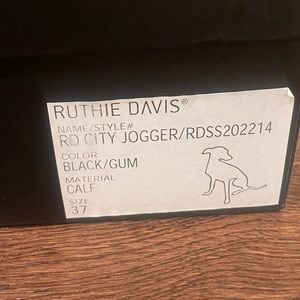 RUTHIE DAVIS®
NAME/STYLE#
RD CITY JOGGER/RDSS202214
COLOR
BLACK/GUM
MATERIAL
CALF
SIZE
37